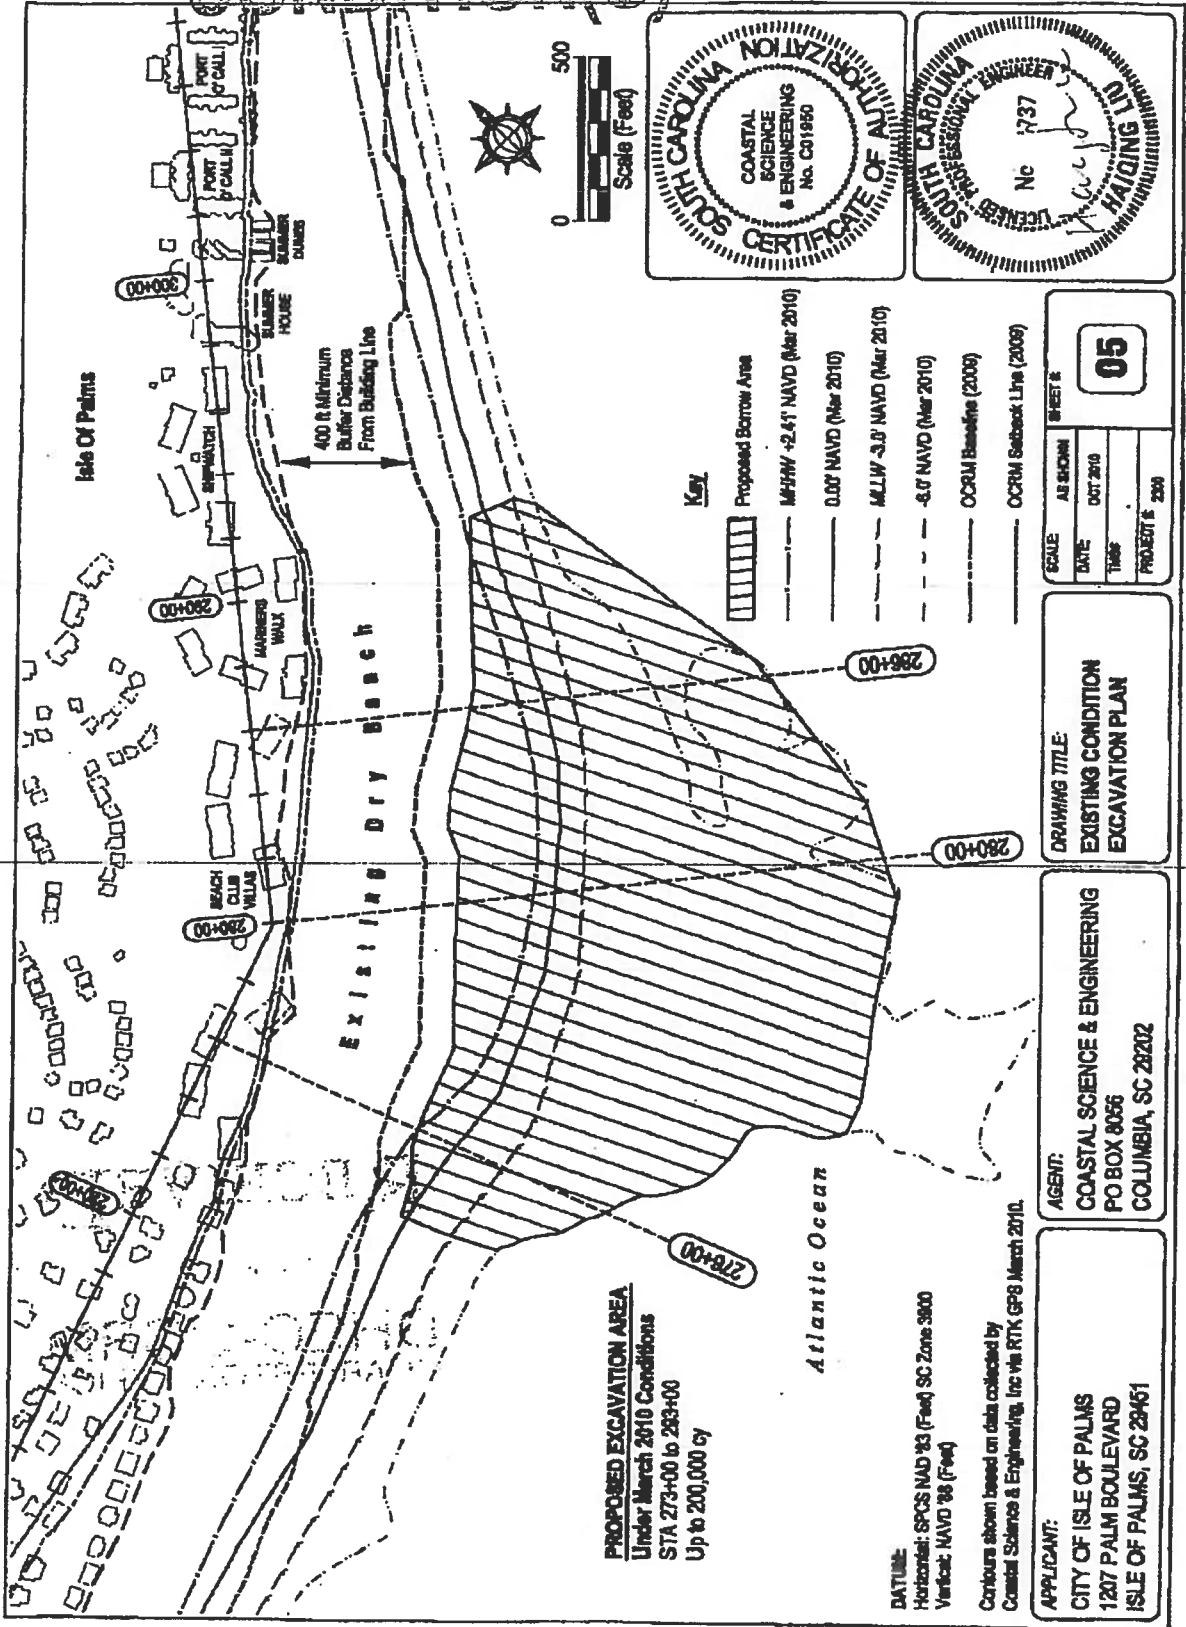 Isle Of Palms
PORT
O' CALL I
PORT
O' CALL II
SUMMER
DUNES
SUMMER
HOUSE
300+00
SHIPWATCH
290+00
MARINERS
WALK
BEACH
CLUB
VILLAS
280+00
400 ft Minimum
Buffer Distance
From Building Line
Existing Dry Beach
286+00
280+00
276+00
Atlantic Ocean
0
500
Scale (Feet)
SOUTH CAROLINA
CERTIFICATE OF AUTHORIZATION
COASTAL
SCIENCE
& ENGINEERING
No. C01950
SOUTH CAROLINA
LICENSED PROFESSIONAL ENGINEER
No
737
HAIQING LIU
Key
Proposed Borrow Area
MHHW +2.41' NAVD (Mar 2010)
0.00' NAVD (Mar 2010)
MLLW -3.0' NAVD (Mar 2010)
-6.0' NAVD (Mar 2010)
OCRM Baseline (2009)
OCRM Setback Line (2009)
PROPOSED EXCAVATION AREA
Under March 2010 Conditions
STA 273+00 to 293+00
Up to 200,000 cy
DATUM:
Horizontal: SPCS NAD '83 (Feet) SC Zone 3900
Vertical: NAVD '88 (Feet)
Contours shown based on data collected by
Coastal Science & Engineering, Inc via RTK GPS March 2010.
APPLICANT:
CITY OF ISLE OF PALMS
1207 PALM BOULEVARD
ISLE OF PALMS, SC 29451
AGENT:
COASTAL SCIENCE & ENGINEERING
PO BOX 8056
COLUMBIA, SC 29202
DRAWING TITLE:
EXISTING CONDITION
EXCAVATION PLAN
SCALE: AS SHOWN
DATE: OCT 2010
TMS#
PROJECT #:
SHEET #:
05